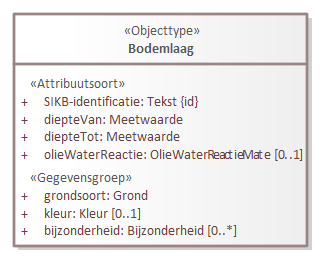 «Objecttype»
Bodemlaag
«Attribuutsoort»
+ SIKB-identificatie: Tekst {id}
+ diepteVan: Meetwaarde
+ diepteTot: Meetwaarde
+ olieWaterReactie: OlieWaterReactieMate [0..1]
«Gegevensgroep»
+ grondsoort: Grond
+ kleur: Kleur [0..1]
+ bijzonderheid: Bijzonderheid [0..*]